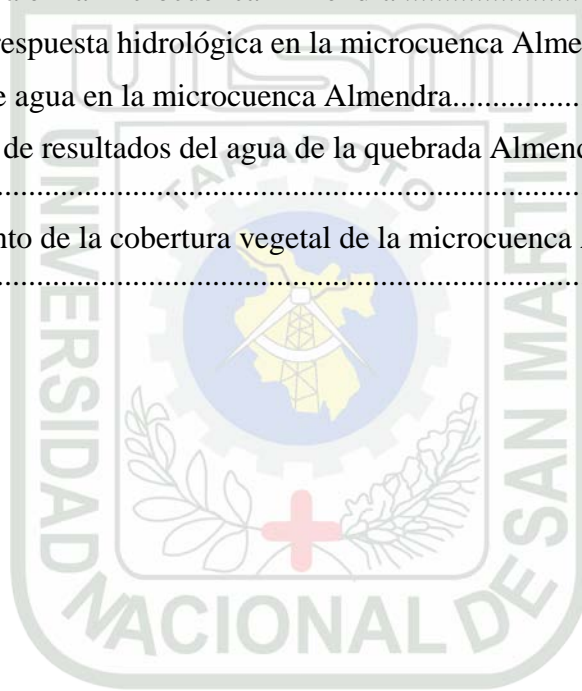 respuesta hidrológica en la microcuenca Alme
e agua en la microcuenca Almendra....................
de resultados del agua de la quebrada Almend
................................................................................
nto de la cobertura vegetal de la microcuenca
................................................................................
UNSM
TARAPOTO
UNIVERSIDAD
NACIONAL DE
SAN MARTIN